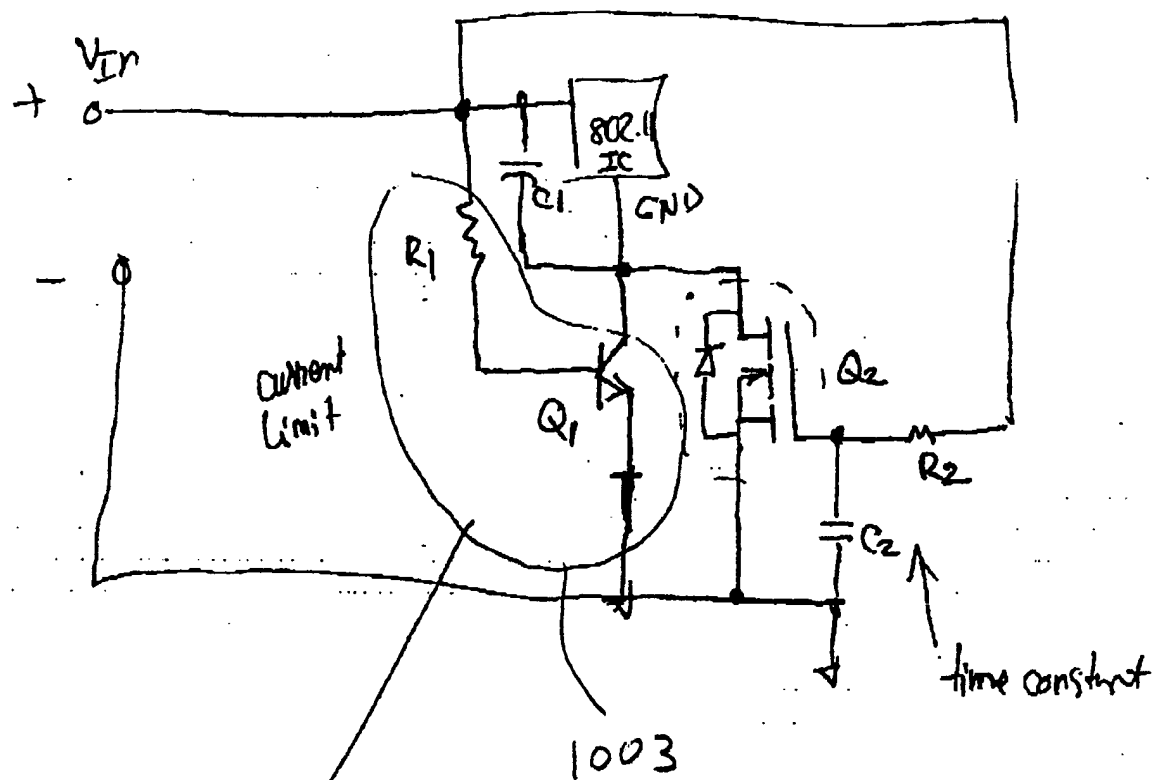 VIn
+
802.11
IC
C1
GND
-
R1
current
limit
Q1
Q2
R2
C2
time constant
1003